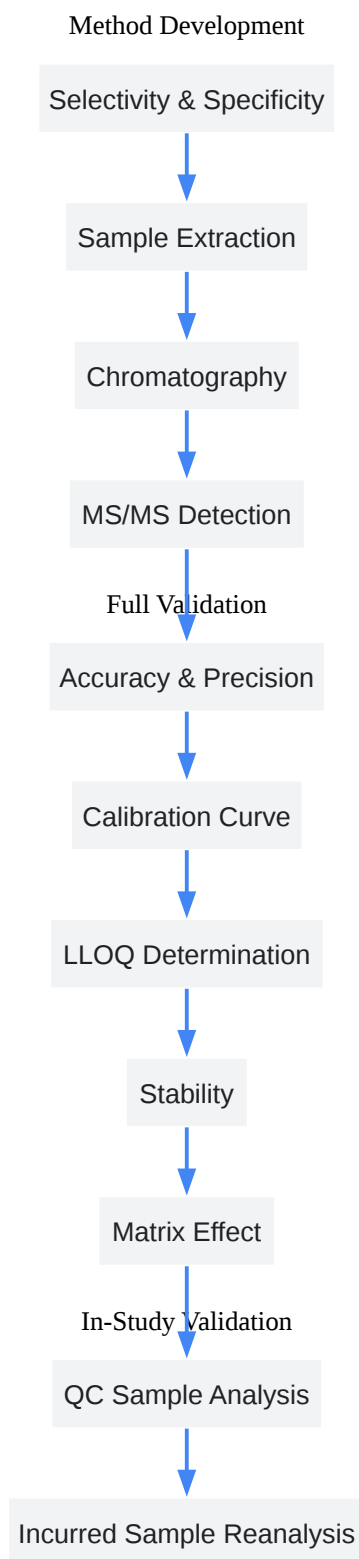 Method Development
Selectivity & Specificity
Sample Extraction
Chromatography
MS/MS Detection
Full Validation
Accuracy & Precision
Calibration Curve
LLOQ Determination
Stability
Matrix Effect
In-Study Validation
QC Sample Analysis
Incurred Sample Reanalysis